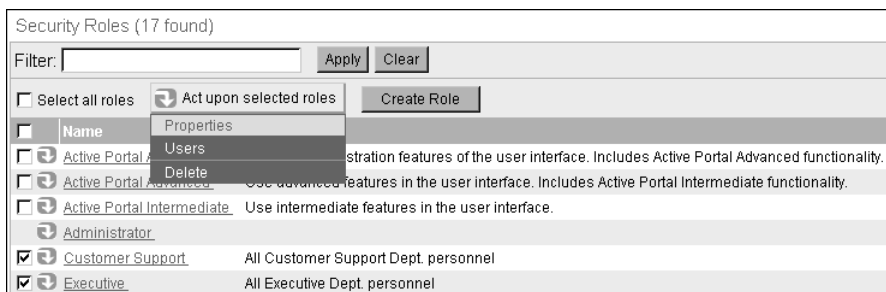 Security Roles (17 found)
Filter: Apply Clear
Select all roles Act upon selected roles Create Role
Name
Properties
Users
Delete
Active Portal stration features of the user interface. Includes Active Portal Advanced functionality.
Active Portal Advanced Use advanced features in the user interface. Includes Active Portal Intermediate functionality.
Active Portal Intermediate Use intermediate features in the user interface.
Administrator
Customer Support All Customer Support Dept. personnel
Executive All Executive Dept. personnel